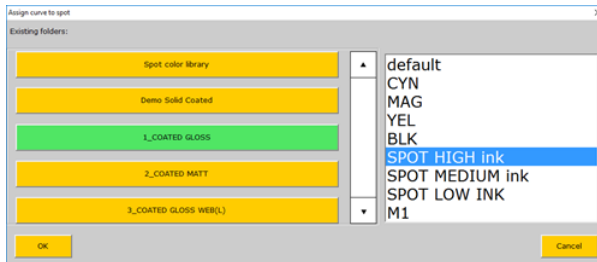 Assign curve to spot
Existing folders:
Spot color library
Demo Solid Coated
1_COATED GLOSS
2_COATED MATT
3_COATED GLOSS WEB(L)
default
CYN
MAG
YEL
BLK
SPOT HIGH ink
SPOT MEDIUM ink
SPOT LOW INK
M1
OK
Cancel